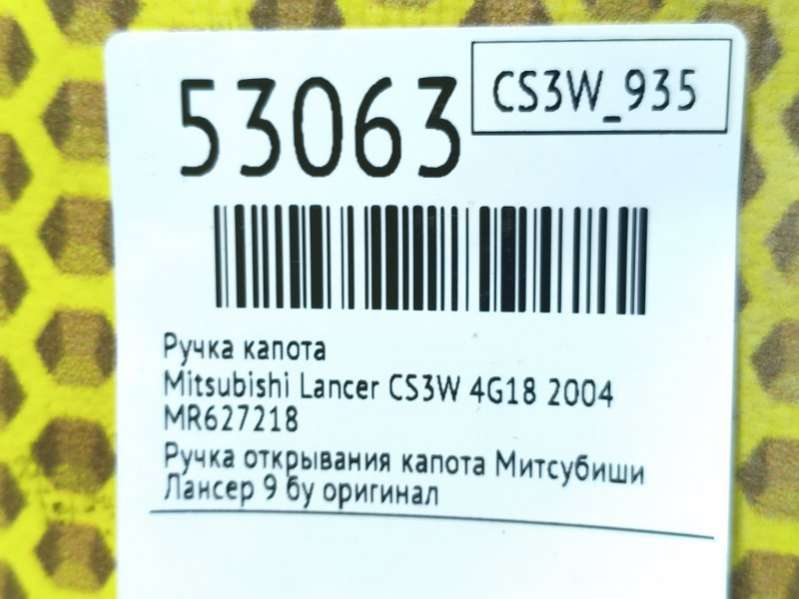 53063
CS3W_935
Ручка капота
Mitsubishi Lancer CS3W 4G18 2004
MR627218
Ручка открывания капота Митсубиши
Лансер 9 бу оригинал